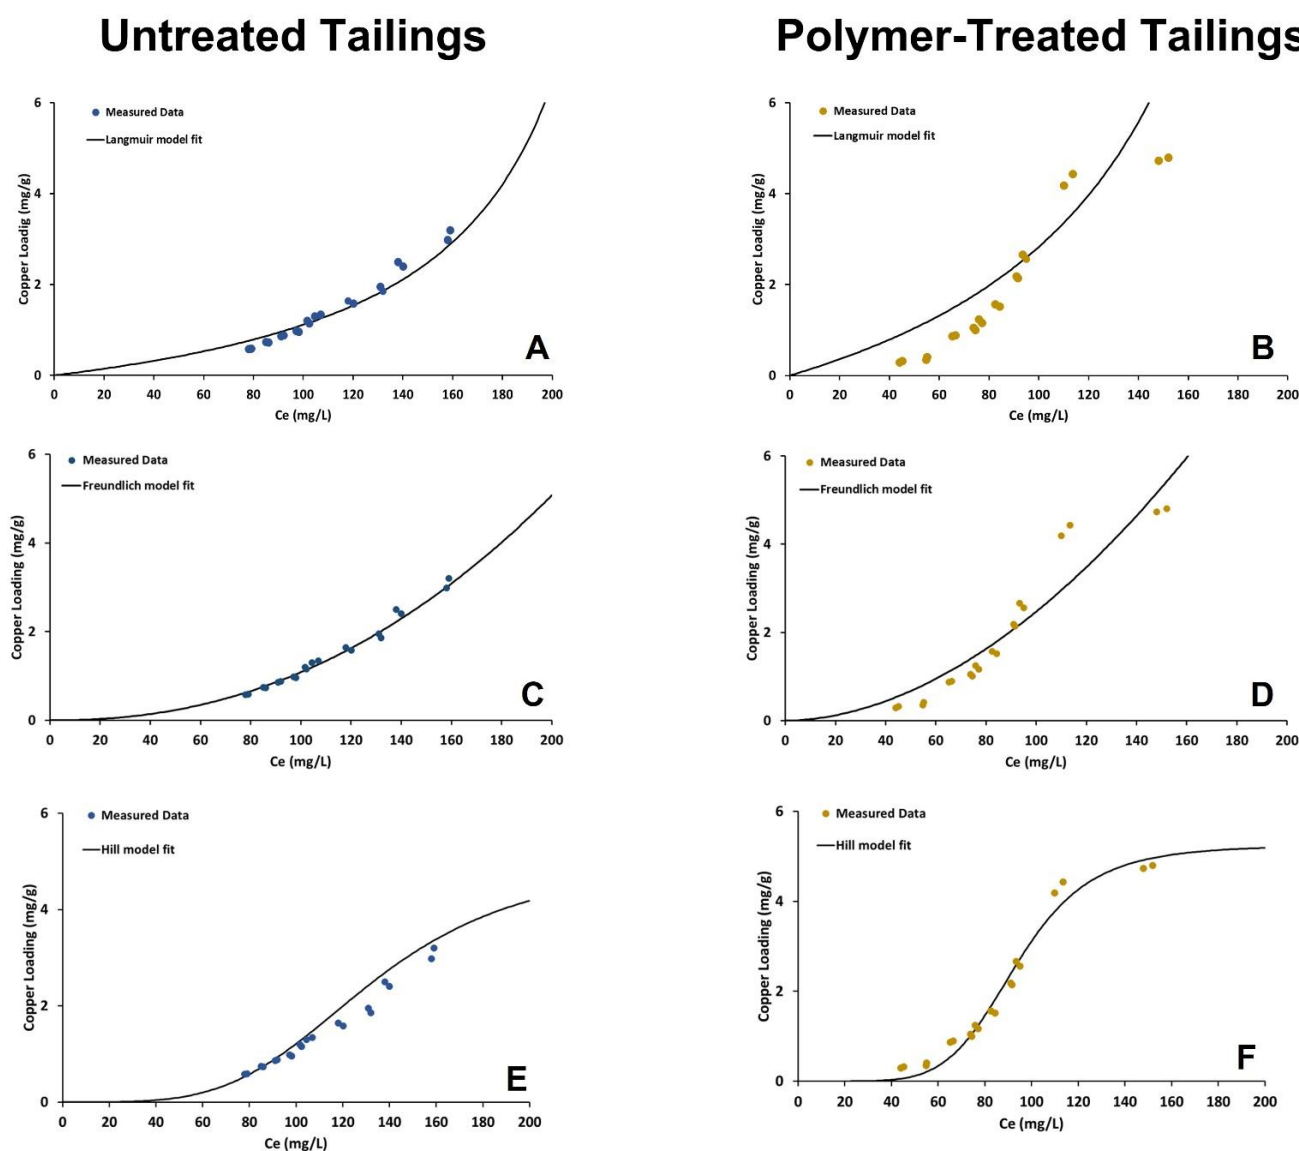 Untreated Tailings
Polymer-Treated Tailings
6
Measured Data
Langmuir model fit
4
2
0
Copper Loadig (mg/g)
0 20 40 60 80 100 120 140 160 180 200
Ce (mg/L)
A
6
Measured Data
Langmuir model fit
4
2
0
Copper Loadig (mg/g)
0 20 40 60 80 100 120 140 160 180 200
Ce (mg/L)
B
6
Measured Data
Freundlich model fit
4
2
0
Copper Loading (mg/g)
0 20 40 60 80 100 120 140 160 180 200
Ce (mg/L)
C
6
Measured Data
Freundlich model fit
4
2
0
Copper Loading (mg/g)
0 20 40 60 80 100 120 140 160 180 200
Ce (mg/L)
D
6
Measured Data
Hill model fit
4
2
0
Copper Loading (mg/g)
0 20 40 60 80 100 120 140 160 180 200
Ce (mg/L)
E
6
Measured Data
Hill model fit
4
2
0
Copper Loading (mg/g)
0 20 40 60 80 100 120 140 160 180 200
Ce (mg/L)
F